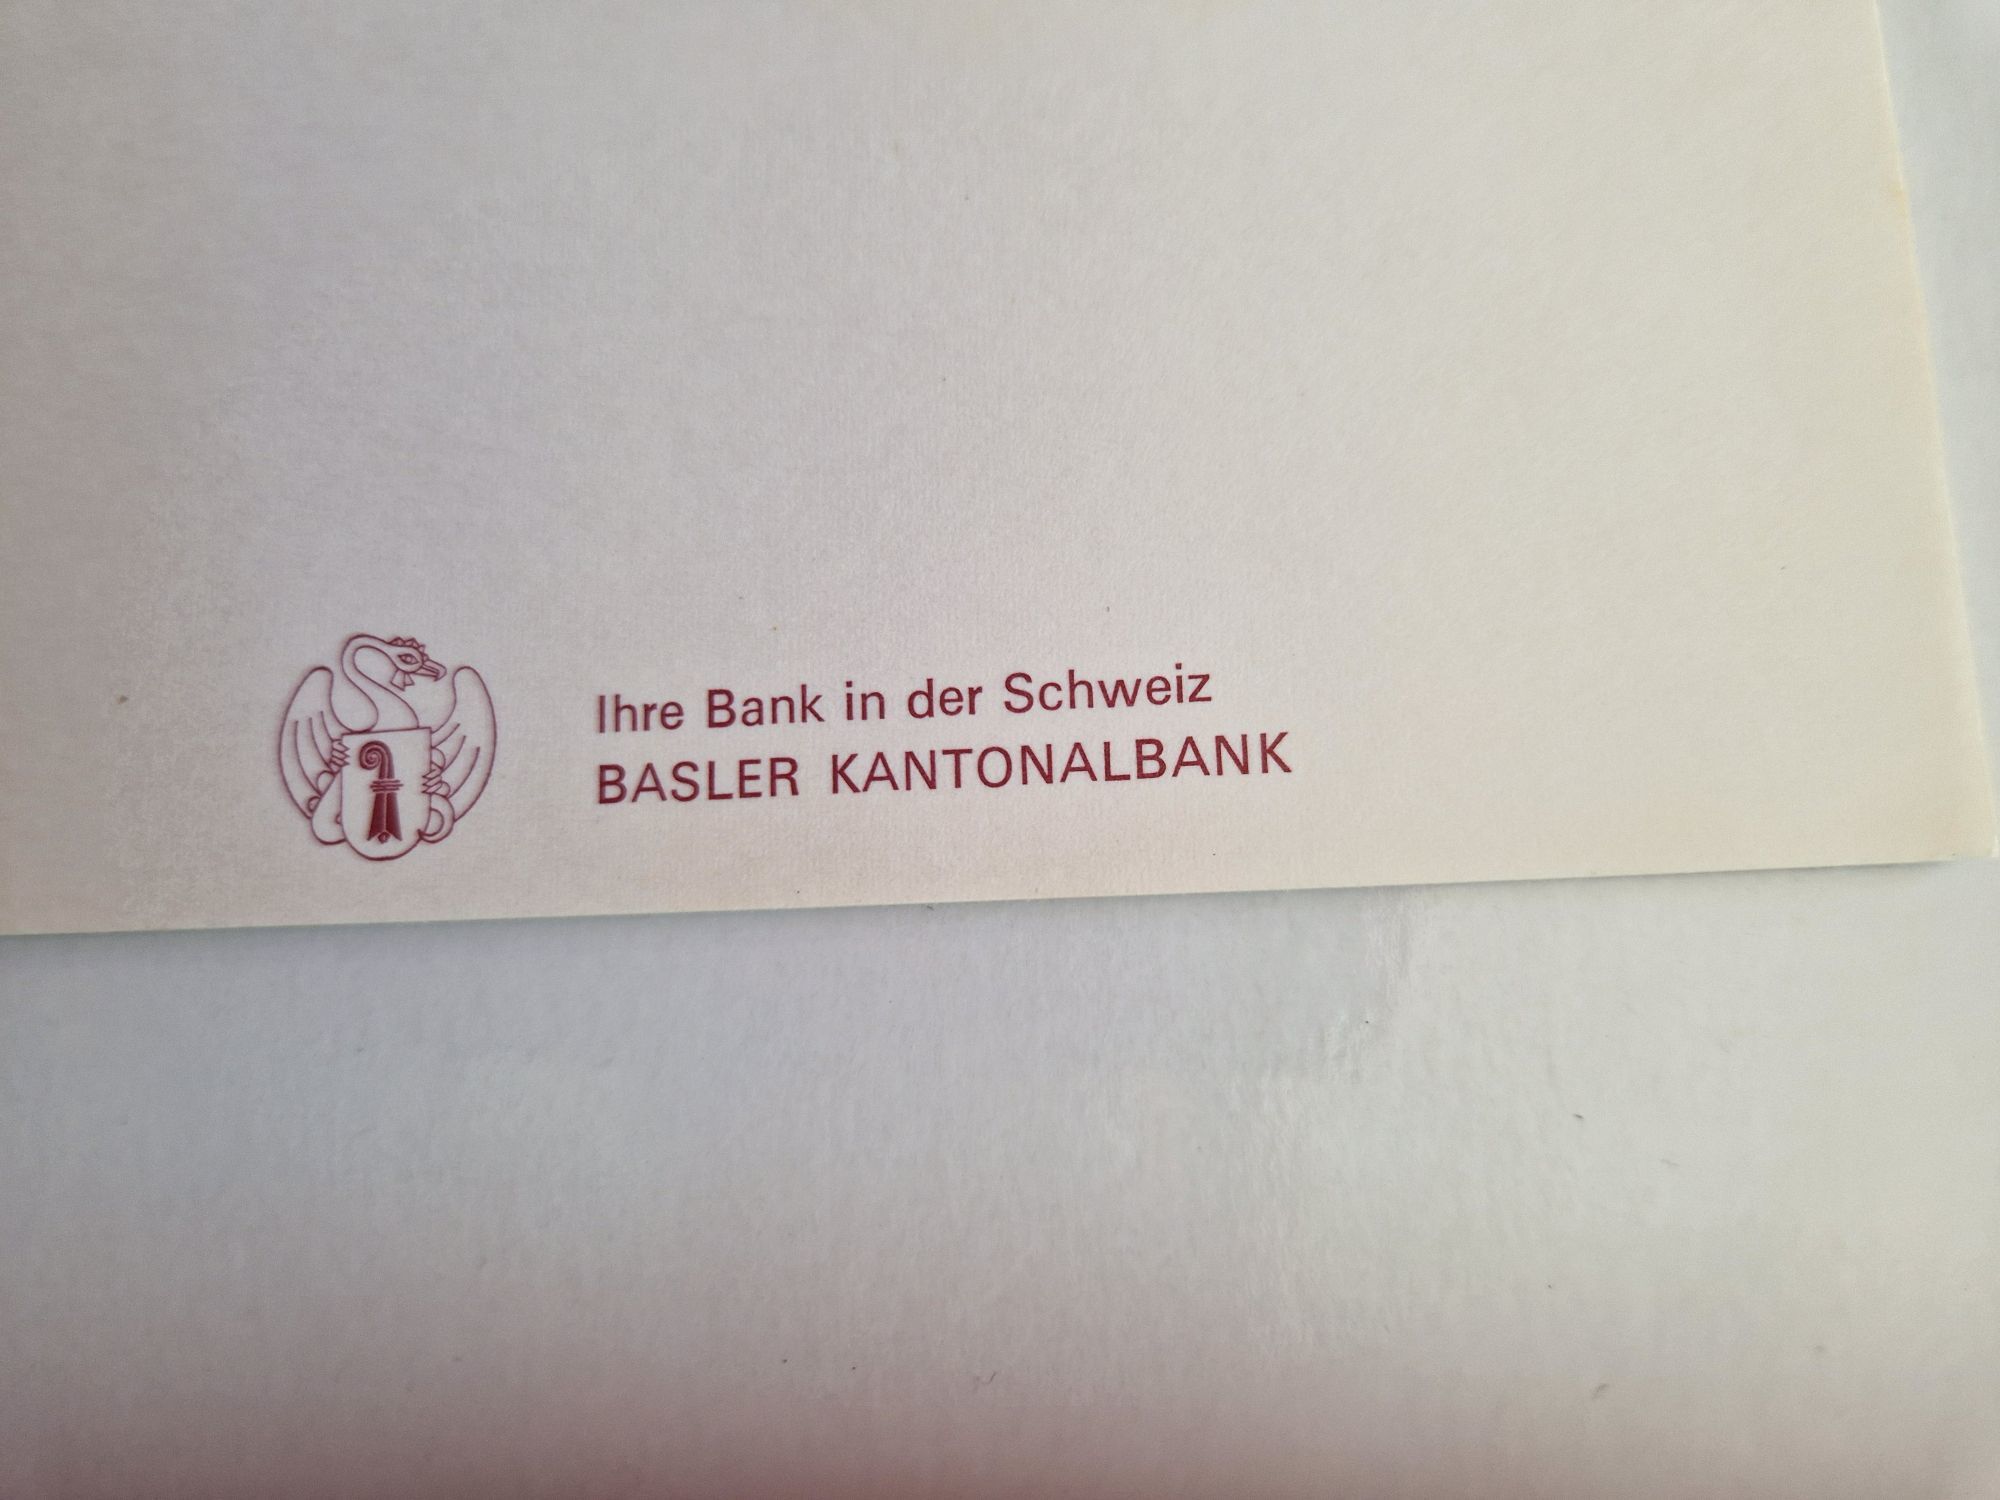 Ihre Bank in der Schweiz
BASLER KANTONALBANK